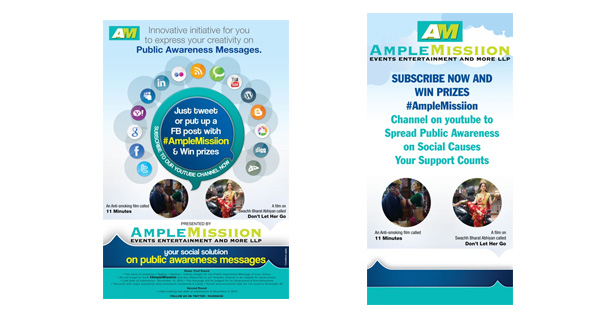 AM
Innovative initiative for you
to express your creativity on
Public Awareness Messages.
Just tweet
or put up a
FB post with
#AmpleMissiion
& Win prizes
SUBSCRIBE TO OUR YOUTUBE CHANNEL NOW
You
Tube
digg
An Anti-smoking film called
11 Minutes
A film on
Swachh Bharat Abhiyan called
Don't Let Her Go
PRESENTED BY
AMPLEMISSIION
EVENTS ENTERTAINMENT AND MORE LLP
your social solution
on public awareness messages
AM
AMPLEMISSIION
EVENTS ENTERTAINMENT AND MORE LLP
SUBSCRIBE NOW AND
WIN PRIZES
#AmpleMissiion
Channel on youtube to
Spread Public Awareness
on Social Causes
Your Support Counts
An Anti-smoking film called
11 Minutes
A film on
Swachh Bharat Abhiyan called
Don't Let Her Go